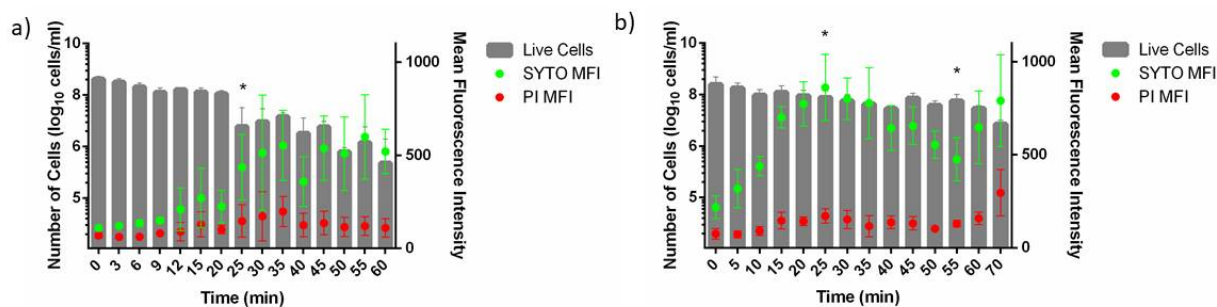 a)
Number of Cells (log10 cells/ml)
10
8
6
5
*
1000
500
0
Mean Fluorescence Intensity
Live Cells
SYTO MFI
PI MFI
0 3 6 9 12 15 20 25 30 35 40 45 50 55 60
Time (min)
b)
Number of Cells (log10 cells/ml)
10
8
6
5
* *
1000
500
0
Mean Fluorescence Intensity
Live Cells
SYTO MFI
PI MFI
0 5 10 15 20 25 30 35 40 45 50 55 60 70
Time (min)